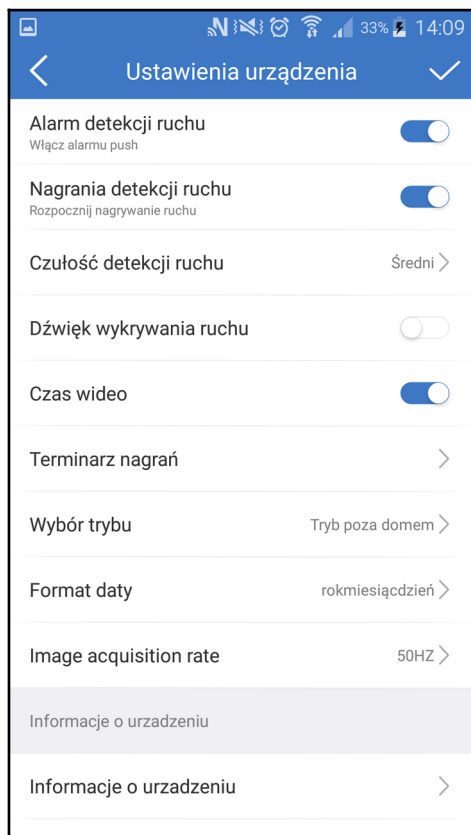 33% 14:09
Ustawienia urządzenia
Alarm detekcji ruchu
Włącz alarmu push
Nagrania detekcji ruchu
Rozpocznij nagrywanie ruchu
Czułość detekcji ruchu Średni
Dźwięk wykrywania ruchu
Czas wideo
Terminarz nagrań
Wybór trybu Tryb poza domem
Format daty rokmiesiącdzień
Image acquisition rate 50HZ
Informacje o urzadzeniu
Informacje o urzadzeniu